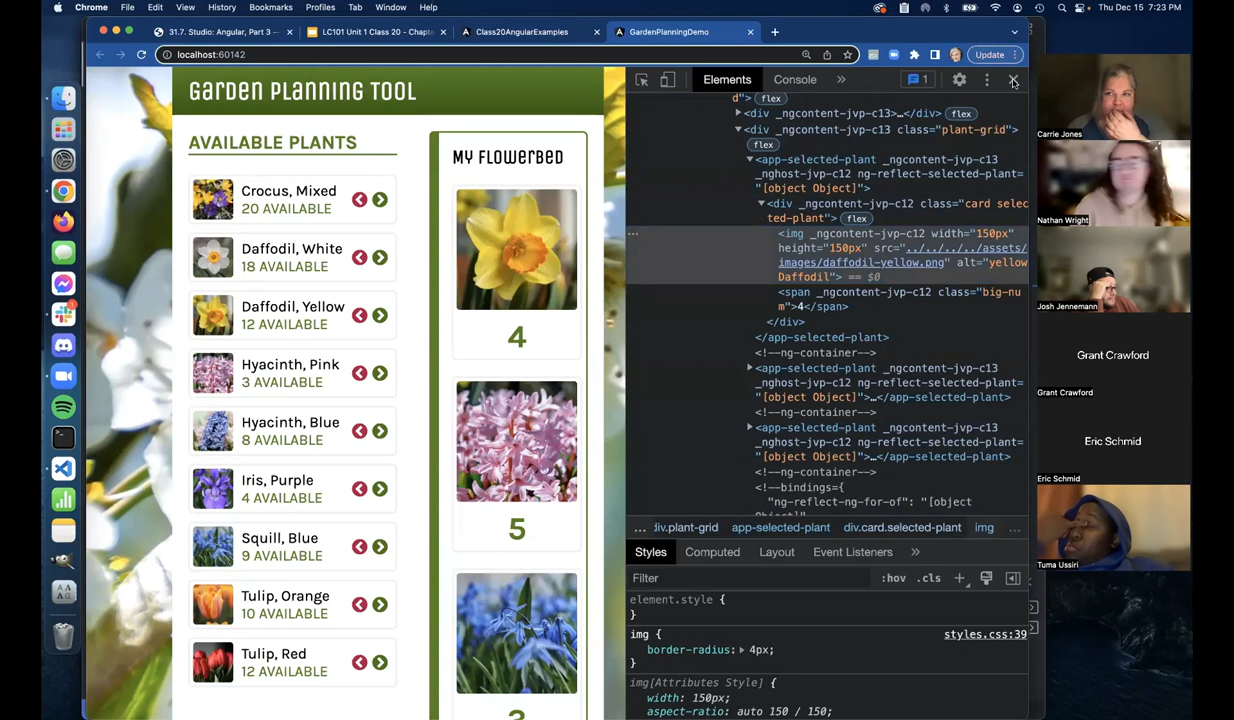 Chrome File Edit View History Bookmarks Profiles Tab Window Help Thu Dec 15 7:23 PM
31.7. Studio: Angular, Part 3 — LC101 Unit 1 Class 20 - Chapte Class20AngularExamples GardenPlanningDemo
localhost:60142 Update
Garden Planning Tool
AVAILABLE PLANTS
Crocus, Mixed
20 AVAILABLE
Daffodil, White
18 AVAILABLE
Daffodil, Yellow
12 AVAILABLE
Hyacinth, Pink
3 AVAILABLE
Hyacinth, Blue
8 AVAILABLE
Iris, Purple
4 AVAILABLE
Squill, Blue
9 AVAILABLE
Tulip, Orange
10 AVAILABLE
Tulip, Red
12 AVAILABLE
My Flowerbed
4
5
Elements Console » 1
d"> flex
<div _ngcontent-jvp-c13>…</div> flex
<div _ngcontent-jvp-c13 class="plant-grid">
flex
<app-selected-plant _ngcontent-jvp-c13
_nghost-jvp-c12 ng-reflect-selected-plant=
"[object Object]">
<div _ngcontent-jvp-c12 class="card selec
ted-plant"> flex
<img _ngcontent-jvp-c12 width="150px"
height="150px" src="../../../../assets/
images/daffodil-yellow.png" alt="yellow
Daffodil"> == $0
<span _ngcontent-jvp-c12 class="big-nu
m">4</span>
</div>
</app-selected-plant>
<!--ng-container-->
<app-selected-plant _ngcontent-jvp-c13
_nghost-jvp-c12 ng-reflect-selected-plant=
"[object Object]">…</app-selected-plant>
<!--ng-container-->
<app-selected-plant _ngcontent-jvp-c13
_nghost-jvp-c12 ng-reflect-selected-plant=
"[object Object]">…</app-selected-plant>
<!--ng-container-->
<!--bindings={
"ng-reflect-ng-for-of": "[object
... div.plant-grid app-selected-plant div.card.selected-plant img ...
Styles Computed Layout Event Listeners »
Filter :hov .cls +
element.style {
}
img { styles.css:39
border-radius: 4px;
}
img[Attributes Style] {
width: 150px;
aspect-ratio: auto 150 / 150;
Carrie Jones
Nathan Wright
Josh Jennemann
Grant Crawford
Grant Crawford
Eric Schmid
Eric Schmid
Tuma Ussiri